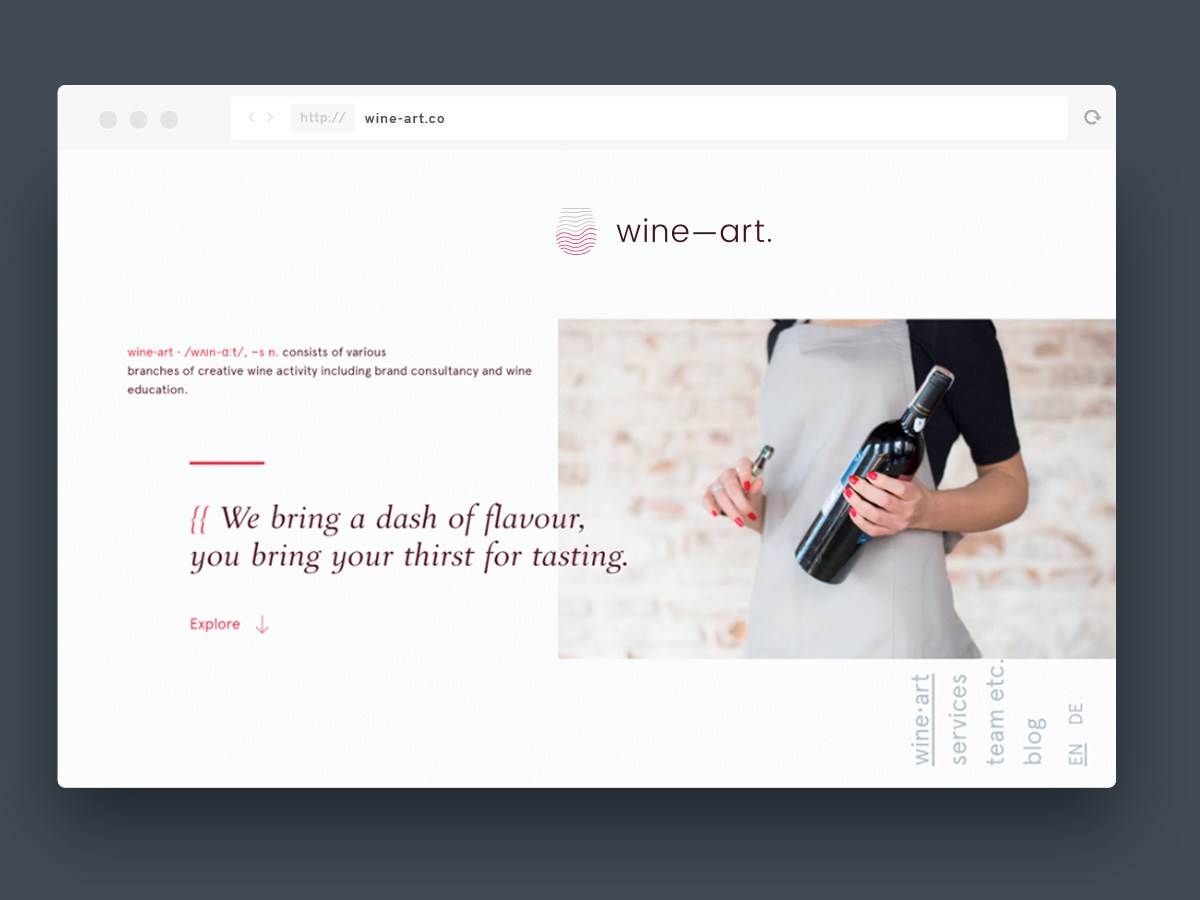 http:// wine-art.co
wine—art.
wine·art · /wʌın-ɑːt/, ~s n. consists of various
branches of creative wine activity including brand consultancy and wine
education.
{{ We bring a dash of flavour,
you bring your thirst for tasting.
Explore ↓
wine·art
services
team etc.
blog
EN DE